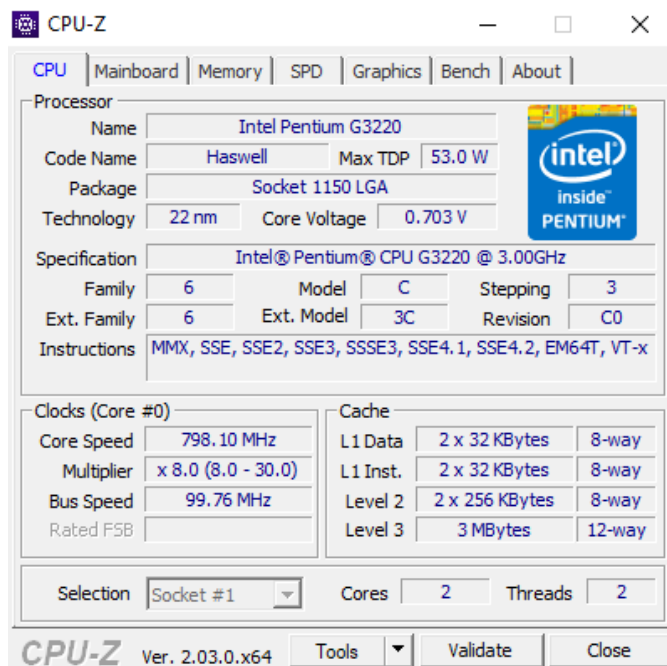 CPU-Z
CPU Mainboard Memory SPD Graphics Bench About
Processor
Name Intel Pentium G3220
Code Name Haswell Max TDP 53.0 W
Package Socket 1150 LGA
Technology 22 nm Core Voltage 0.703 V
intel
inside™
PENTIUM®
Specification Intel® Pentium® CPU G3220 @ 3.00GHz
Family 6 Model C Stepping 3
Ext. Family 6 Ext. Model 3C Revision C0
Instructions MMX, SSE, SSE2, SSE3, SSSE3, SSE4.1, SSE4.2, EM64T, VT-x
Clocks (Core #0)
Core Speed 798.10 MHz
Multiplier x 8.0 (8.0 - 30.0)
Bus Speed 99.76 MHz
Rated FSB
Cache
L1 Data 2 x 32 KBytes 8-way
L1 Inst. 2 x 32 KBytes 8-way
Level 2 2 x 256 KBytes 8-way
Level 3 3 MBytes 12-way
Selection Socket #1 Cores 2 Threads 2
CPU-Z Ver. 2.03.0.x64 Tools Validate Close